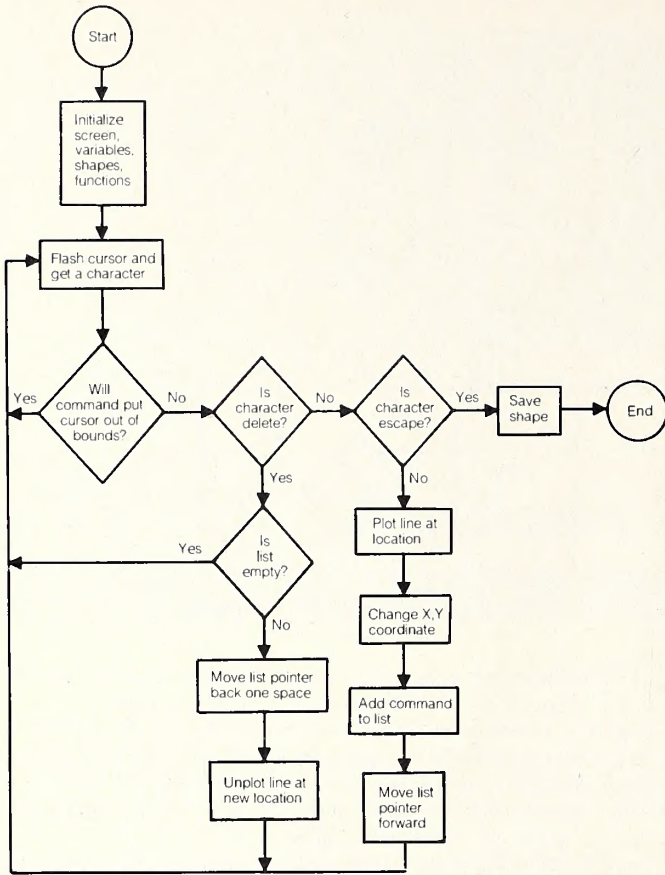 Start
Initialize
screen,
variables,
shapes,
functions
Flash cursor and
get a character
Yes
Will
command put
cursor out of
bounds?
No
Is
character
delete?
No
Is
character
escape?
Yes
Save
shape
End
Yes
No
Yes
Is
list
empty?
No
Plot line at
location
Change X,Y
coordinate
Move list pointer
back one space
Add command
to list
Unplot line at
new location
Move list
pointer
forward